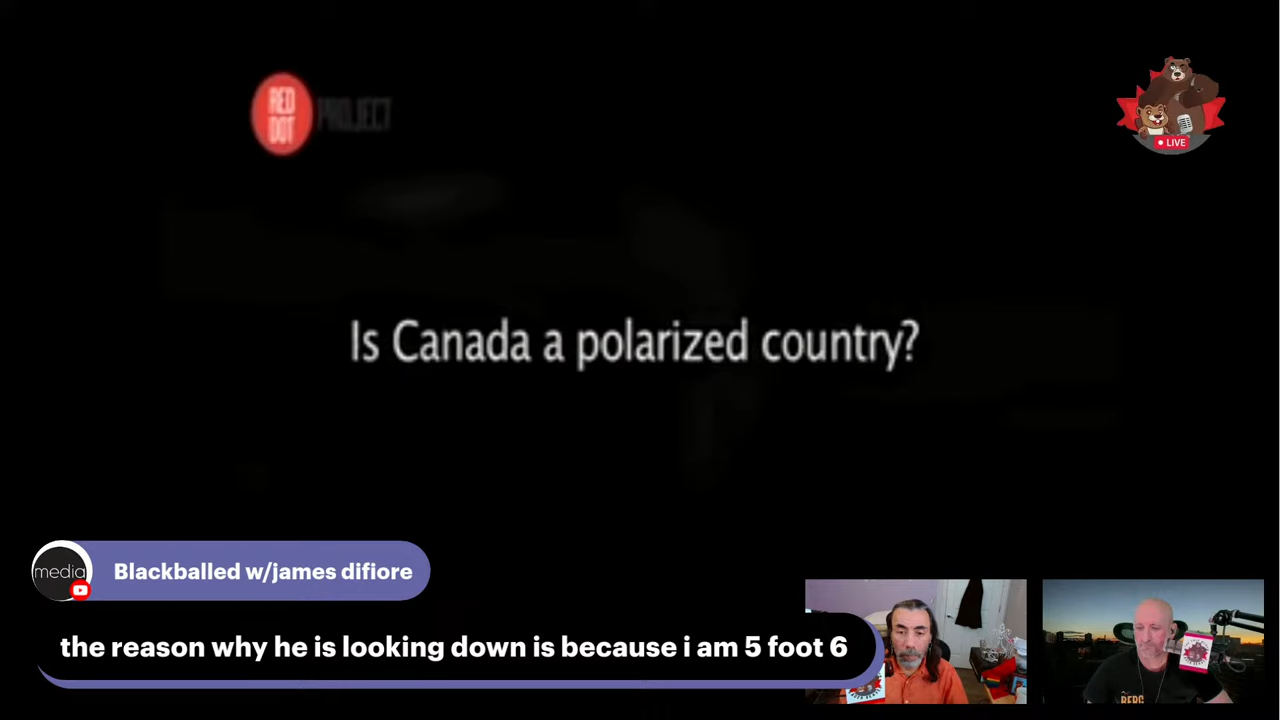 RED
DOT
PROJECT
LIVE
Is Canada a polarized country?
media
Blackballed w/james difiore
the reason why he is looking down is because i am 5 foot 6
BERG